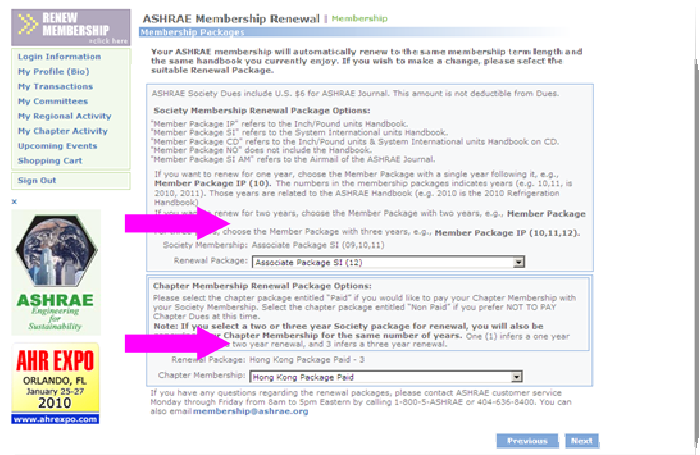 RENEW
MEMBERSHIP
»click here
Login Information
My Profile (Bio)
My Transactions
My Committees
My Regional Activity
My Chapter Activity
Upcoming Events
Shopping Cart
Sign Out
x
ASHRAE
Engineering
for
Sustainability
AHR EXPO
ORLANDO, FL
January 25-27
2010
www.ahrexpo.com
ASHRAE Membership Renewal | Membership
Membership Packages
Your ASHRAE membership will automatically renew to the same membership term length and
the same handbook you currently enjoy. If you wish to make a change, please select the
suitable Renewal Package.
ASHRAE Society Dues include U.S. $6 for ASHRAE Journal. This amount is not deductible from Dues.
Society Membership Renewal Package Options:
"Member Package IP" refers to the Inch/Pound units Handbook.
"Member Package SI" refers to the System International units Handbook.
"Member Package CD" refers to the Inch/Pound units & System International units Handbook on CD.
"Member Package NO" does not include the Handbook.
"Member Package SI AM" refers to the Airmail of the ASHRAE Journal.
If you want to renew for one year, choose the Member Package with a single year following it, e.g.,
Member Package IP (10). The numbers in the membership packages indicates years (e.g. 10,11, is
2010, 2011). Those years are related to the ASHRAE Handbook (e.g. 2010 is the 2010 Refrigeration
Handbook)
If you want to renew for two years, choose the Member Package with two years, e.g., Member Package
For three years, choose the Member Package with three years, e.g., Member Package IP (10,11,12).
Society Membership: Associate Package SI (09,10,11)
Renewal Package: Associate Package SI (12)
Chapter Membership Renewal Package Options:
Please select the chapter package entitled "Paid" if you would like to pay your Chapter Membership with
your Society Membership. Select the chapter package entitled "Non Paid" if you prefer NOT TO PAY
Chapter Dues at this time.
Note: If you select a two or three year Society package for renewal, you will also be
your Chapter Membership for the same number of years. One (1) infers a one year
two year renewal, and 3 infers a three year renewal.
Renewal Package: Hong Kong Package Paid - 3
Chapter Membership: Hong Kong Package Paid
If you have any questions regarding the renewal packages, please contact ASHRAE customer service
Monday through Friday from 8am to 5pm Eastern by calling 1-800-5-ASHRAE or 404-636-8400. You can
also email membership@ashrae.org
Previous Next